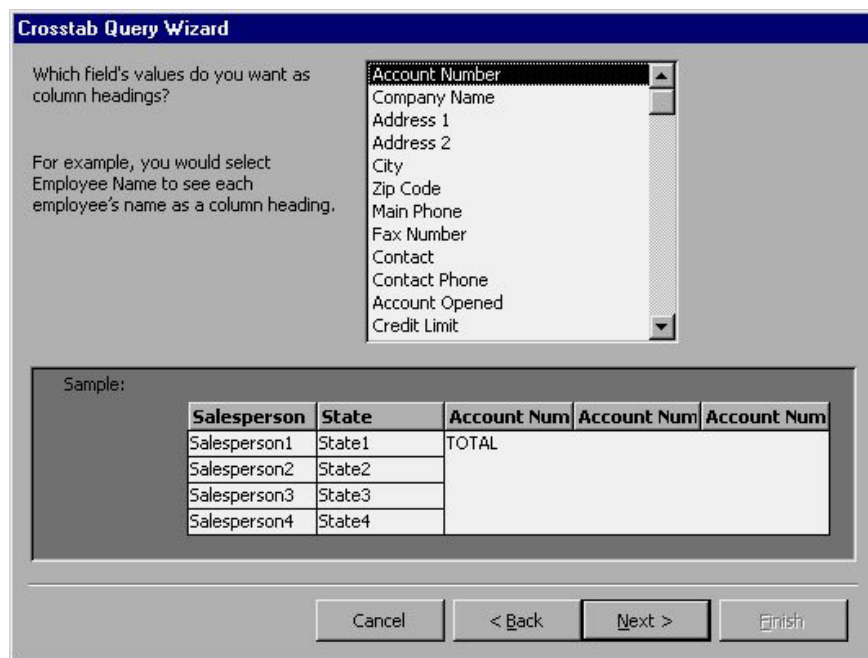 Crosstab Query Wizard
Which field's values do you want as
column headings?
For example, you would select
Employee Name to see each
employee's name as a column heading.
Account Number
Company Name
Address 1
Address 2
City
Zip Code
Main Phone
Fax Number
Contact
Contact Phone
Account Opened
Credit Limit
Sample:
Salesperson State Account Num Account Num Account Num
Salesperson1 State1 TOTAL
Salesperson2 State2
Salesperson3 State3
Salesperson4 State4
Cancel < Back Next > Finish